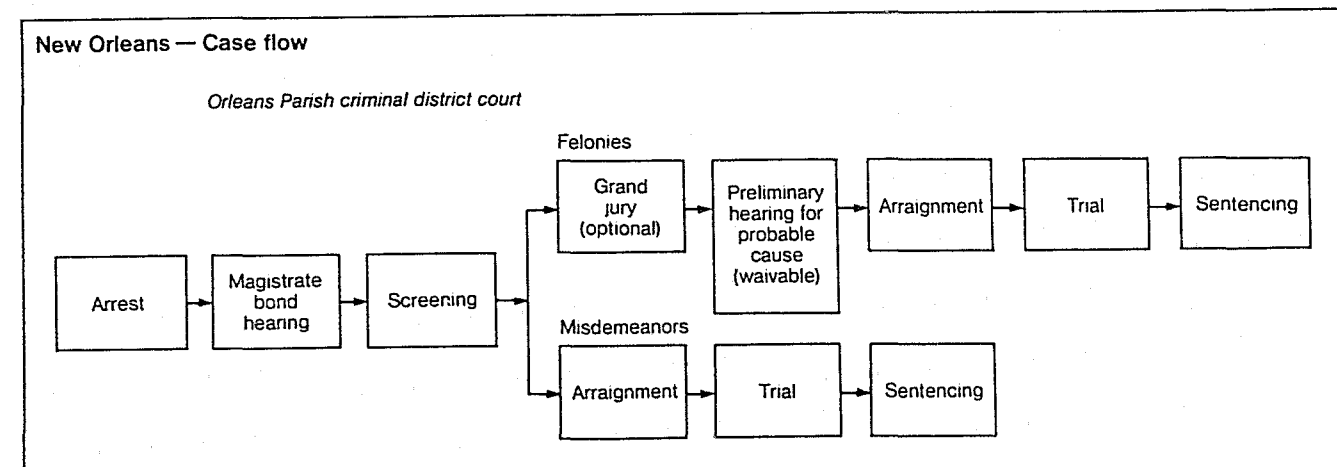 New Orleans — Case flow
Orleans Parish criminal district court
Felonies
Grand
jury
(optional)
Preliminary
hearing for
probable
cause
(waivable)
Arraignment
Trial
Sentencing
Arrest
Magistrate
bond
hearing
Screening
Misdemeanors
Arraignment
Trial
Sentencing